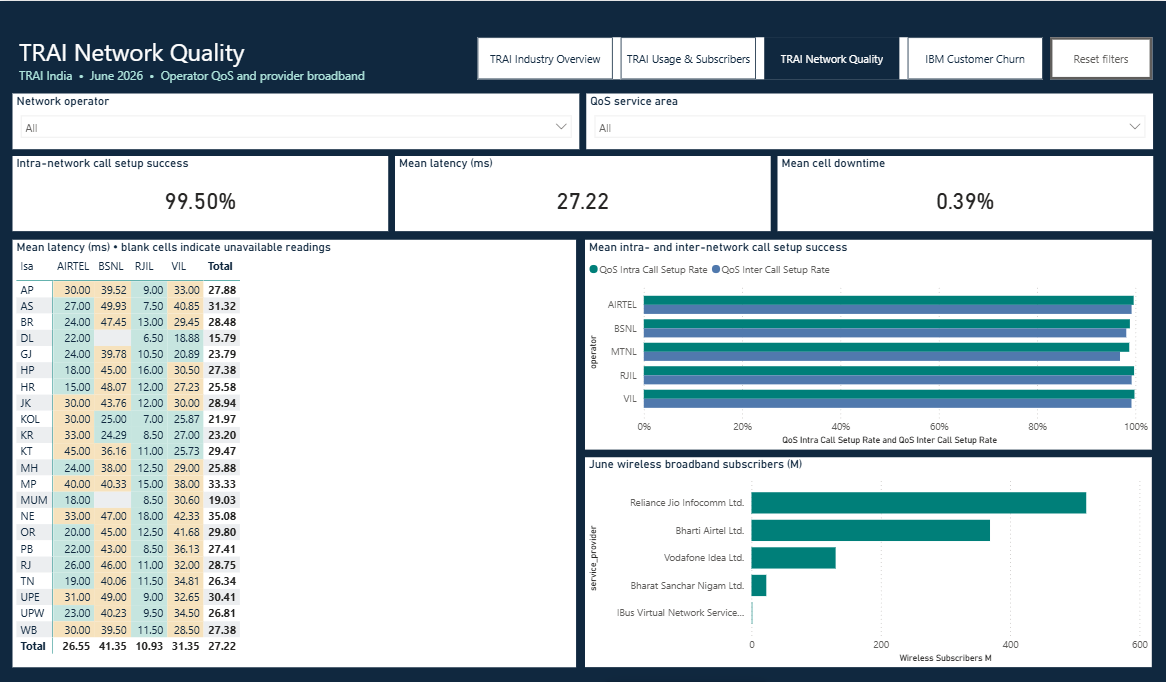 TRAI Network Quality
TRAI India • June 2026 • Operator QoS and provider broadband
TRAI Industry Overview
TRAI Usage & Subscribers
TRAI Network Quality
IBM Customer Churn
Reset filters
Network operator
All
QoS service area
All
Intra-network call setup success
99.50%
Mean latency (ms)
27.22
Mean cell downtime
0.39%
Mean latency (ms) • blank cells indicate unavailable readings
lsa AIRTEL BSNL RJIL VIL Total
AP 30.00 39.52 9.00 33.00 27.88
AS 27.00 49.93 7.50 40.85 31.32
BR 24.00 47.45 13.00 29.45 28.48
DL 22.00 6.50 18.88 15.79
GJ 24.00 39.78 10.50 20.89 23.79
HP 18.00 45.00 16.00 30.50 27.38
HR 15.00 48.07 12.00 27.23 25.58
JK 30.00 43.76 12.00 30.00 28.94
KOL 30.00 25.00 7.00 25.87 21.97
KR 33.00 24.29 8.50 27.00 23.20
KT 45.00 36.16 11.00 25.73 29.47
MH 24.00 38.00 12.50 29.00 25.88
MP 40.00 40.33 15.00 38.00 33.33
MUM 18.00 8.50 30.60 19.03
NE 33.00 47.00 18.00 42.33 35.08
OR 20.00 45.00 12.50 41.68 29.80
PB 22.00 43.00 8.50 36.13 27.41
RJ 26.00 46.00 11.00 32.00 28.75
TN 19.00 40.06 11.50 34.81 26.34
UPE 31.00 49.00 9.00 32.65 30.41
UPW 23.00 40.23 9.50 34.50 26.81
WB 30.00 39.50 11.50 28.50 27.38
Total 26.55 41.35 10.93 31.35 27.22
Mean intra- and inter-network call setup success
QoS Intra Call Setup Rate QoS Inter Call Setup Rate
operator
AIRTEL
BSNL
MTNL
RJIL
VIL
0% 20% 40% 60% 80% 100%
QoS Intra Call Setup Rate and QoS Inter Call Setup Rate
June wireless broadband subscribers (M)
service_provider
Reliance Jio Infocomm Ltd.
Bharti Airtel Ltd.
Vodafone Idea Ltd.
Bharat Sanchar Nigam Ltd.
IBus Virtual Network Service...
0 200 400 600
Wireless Subscribers M